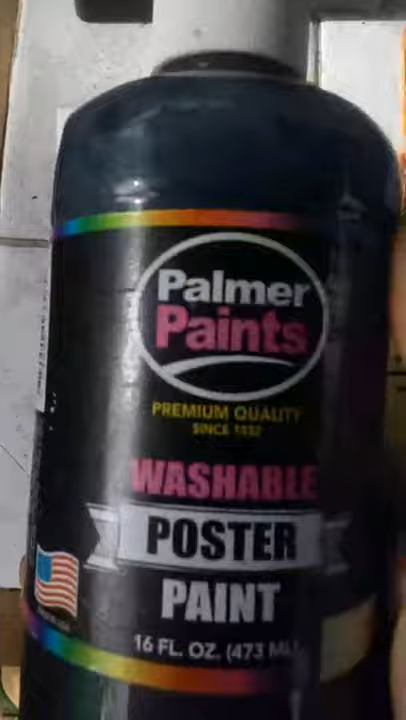 Palmer
Paints
PREMIUM QUALITY
SINCE 1932
WASHABLE
POSTER
PAINT
16 FL. OZ. (473 ML)